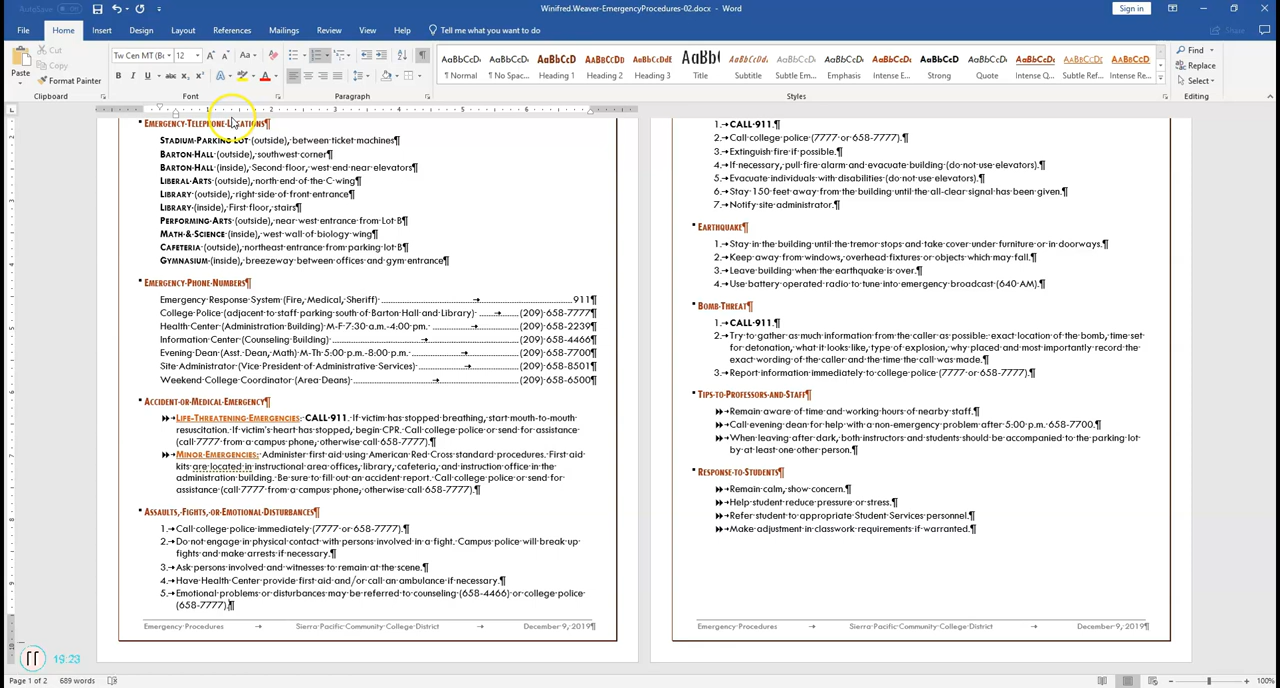 AutoSave Off
Winifred.Weaver-EmergencyProcedures-02.docx - Word
Sign in
File Home Insert Design Layout References Mailings Review View Help Tell me what you want to do Share
Paste Cut Copy Format Painter
Tw Cen MT (B 12 Aa
AaBbCcDc AaBbCcDc AaBbCcD AaBbCcD AaBbC AaBbCcDc AaBbCcDc AaBbCcDc AaBbCcDc AaBbCcDc AaBbCcDc AaBbCcDc AaBbCcDc AaBbCcDc
¶ Normal ¶ No Spac... Heading 1 Heading 2 Title Subtitle Subtle Em... Emphasis Intense E... Strong Quote Intense Q... Subtle Ref... Intense Re...
Find Replace Select
Clipboard Font Paragraph Styles Editing
Emergency·Telephone·Locations¶
Stadium·Parking·Lot·(outside),·between·ticket·machines¶
Barton·Hall·(outside),·southwest·corner¶
Barton·Hall·(inside),·Second·floor,·west·end·near·elevators¶
Liberal·Arts·(outside),·north·end·of·the·C·wing¶
Library·(outside),·right·side·of·front·entrance¶
Library·(inside),·First·floor,·stairs¶
Performing·Arts·(outside),·near·west·entrance·from·Lot·B¶
Math·&·Science·(inside),·west·wall·of·biology·wing¶
Cafeteria·(outside),·northeast·entrance·from·parking·lot·B¶
Gymnasium·(inside),·breezeway·between·offices·and·gym·entrance¶
Emergency·Phone·Numbers¶
Emergency·Response·System·(Fire,·Medical,·Sheriff)· → 911¶
College·Police·(adjacent·to·staff·parking·south·of·Barton·Hall·and·Library)· → (209)·658-7777¶
Health·Center·(Administration·Building)·M-F·7:30·a.m.-4:00·pm.· → (209)·658-2239¶
Information·Center·(Counseling·Building)· → (209)·658-4466¶
Evening·Dean·(Asst.·Dean,·Math)·M-Th·5:00·p.m.-8:00·p.m.· → (209)·658-7700¶
Site·Administrator·(Vice·President·of·Administrative·Services)· → (209)·658-8501¶
Weekend·College·Coordinator·(Area·Deans) → (209)·658-6500¶
Accident·or·Medical·Emergency¶
Life-Threatening·Emergencies:·CALL·911.·If·victim·has·stopped·breathing,·start·mouth-to-mouth·
resuscitation.·If·victim's·heart·has·stopped,·begin·CPR.·Call·college·police·or·send·for·assistance·
(call·7777·from·a·campus·phone,·otherwise·call·658-7777).¶
Minor·Emergencies:·Administer·first·aid·using·American·Red·Cross·standard·procedures.·First·aid·
kits·are·located·in·instructional·area·offices,·library,·cafeteria,·and·instruction·office·in·the·
administration·building.·Be·sure·to·fill·out·an·accident·report.·Call·college·police·or·send·for·
assistance·(call·7777·from·a·campus·phone,·otherwise·call·658-7777).¶
Assaults,·Fights,·or·Emotional·Disturbances¶
1.→Call·college·police·immediately·(7777·or·658-7777).¶
2.→Do·not·engage·in·physical·contact·with·persons·involved·in·a·fight.·Campus·police·will·break·up·
fights·and·make·arrests·if·necessary.¶
3.→Ask·persons·involved·and·witnesses·to·remain·at·the·scene.¶
4.→Have·Health·Center·provide·first·aid·and/or·call·an·ambulance·if·necessary.¶
5.→Emotional·problems·or·disturbances·may·be·referred·to·counseling·(658-4466)·or·college·police·
(658-7777).¶
Emergency·Procedures → Sierra·Pacific·Community·College·District → December·9,·2019¶
1.→CALL·911.¶
2.→Call·college·police·(7777·or·658-7777).¶
3.→Extinguish·fire·if·possible.¶
4.→If·necessary,·pull·fire·alarm·and·evacuate·building·(do·not·use·elevators).¶
5.→Evacuate·individuals·with·disabilities·(do·not·use·elevators).¶
6.→Stay·150·feet·away·from·the·building·until·the·all-clear·signal·has·been·given.¶
7.→Notify·site·administrator.¶
Earthquake¶
1.→Stay·in·the·building·until·the·tremor·stops·and·take·cover·under·furniture·or·in·doorways.¶
2.→Keep·away·from·windows,·overhead·fixtures·or·objects·which·may·fall.¶
3.→Leave·building·when·the·earthquake·is·over.¶
4.→Use·battery·operated·radio·to·tune·into·emergency·broadcast·(640·AM).¶
Bomb·Threat¶
1.→CALL·911.¶
2.→Try·to·gather·as·much·information·from·the·caller·as·possible:·exact·location·of·the·bomb,·time·set·
for·detonation,·what·it·looks·like,·type·of·explosion,·why·placed·and·most·importantly·record·the·
exact·wording·of·the·caller·and·the·time·the·call·was·made.¶
3.→Report·information·immediately·to·college·police·(7777·or·658-7777).¶
Tips·to·Professors·and·Staff¶
Remain·aware·of·time·and·working·hours·of·nearby·staff.¶
Call·evening·dean·for·help·with·a·non-emergency·problem·after·5:00·p.m.·658-7700.¶
When·leaving·after·dark,·both·instructors·and·students·should·be·accompanied·to·the·parking·lot·
by·at·least·one·other·person.¶
Response·to·Students¶
Remain·calm,·show·concern.¶
Help·student·reduce·pressure·or·stress.¶
Refer·student·to·appropriate·Student·Services·personnel.¶
Make·adjustment·in·classwork·requirements·if·warranted.¶
Emergency·Procedures → Sierra·Pacific·Community·College·District → December·9,·2019¶
19:23
Page 1 of 2 689 words 100%